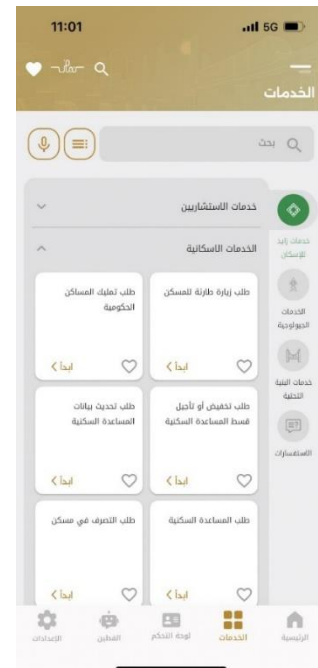 11:01
5G
الخدمات
بحث
خدمات زايد
للإسكان
الخدمات
الجيولوجية
خدمات البنية
التحتية
الاستفسارات
خدمات الاستشاريين
الخدمات الاسكانية
طلب زيارة طارئة للمسكن
ابدأ
طلب تمليك المساكن
الحكومية
ابدأ
طلب تخفيض أو تأجيل
قسط المساعدة السكنية
ابدأ
طلب تحديث بيانات
المساعدة السكنية
ابدأ
طلب المساعدة السكنية
ابدأ
طلب التصرف في مسكن
ابدأ
الرئيسية
الخدمات
لوحة التحكم
الفطين
الإعدادات